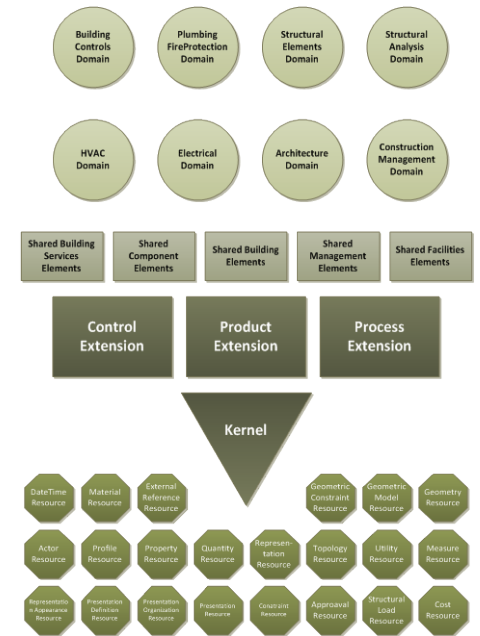 Building
Controls
Domain
Plumbing
FireProtection
Domain
Structural
Elements
Domain
Structural
Analysis
Domain
HVAC
Domain
Electrical
Domain
Architecture
Domain
Construction
Management
Domain
Shared Building
Services
Elements
Shared
Component
Elements
Shared Building
Elements
Shared
Management
Elements
Shared Facilities
Elements
Control
Extension
Product
Extension
Process
Extension
Kernel
DateTime
Resource
Material
Resource
External
Reference
Resource
Geometric
Constraint
Resource
Geometric
Model
Resource
Geometry
Resource
Actor
Resource
Profile
Resource
Property
Resource
Quantity
Resource
Represen-
tation
Resource
Topology
Resource
Utility
Resource
Measure
Resource
Representatio
n Appearance
Resource
Presentation
Definition
Resource
Presentation
Organization
Resource
Presentation
Resource
Constraint
Resource
Approaval
Resource
Structural
Load
Resource
Cost
Resource